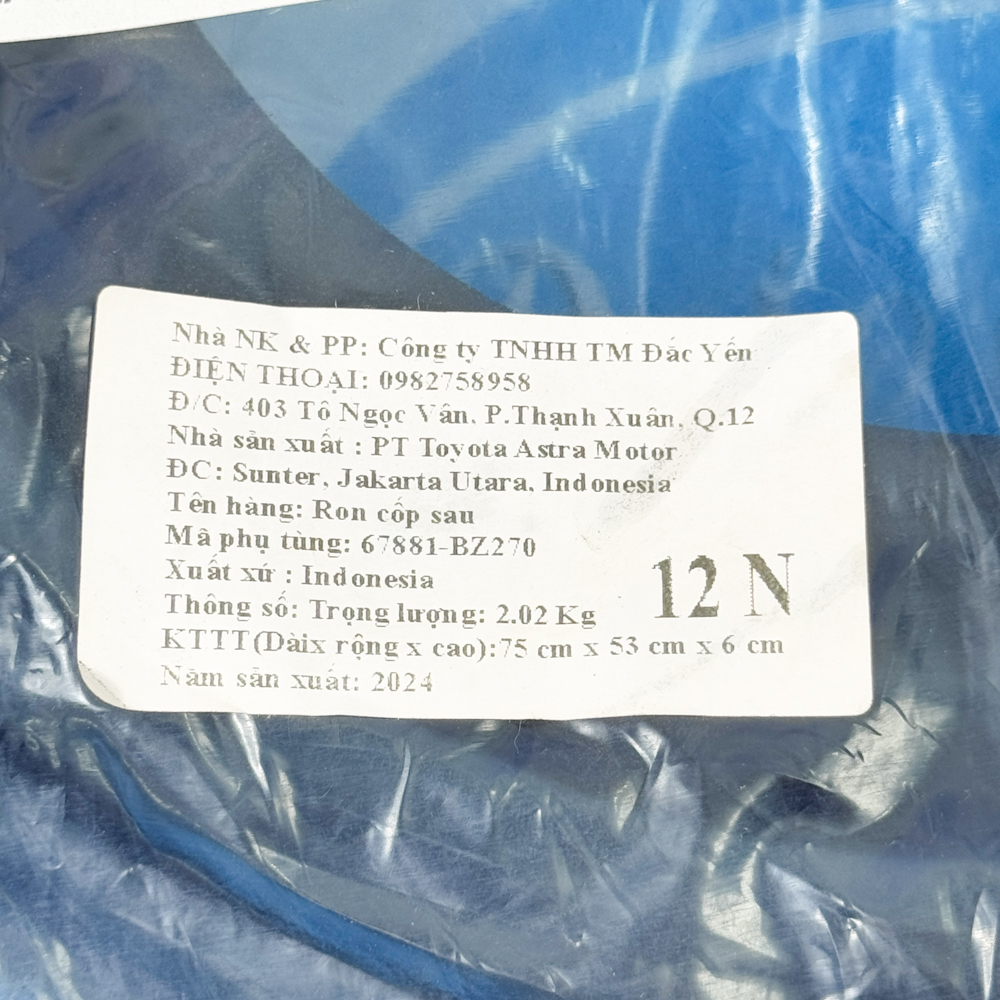 Nhà NK & PP: Công ty TNHH TM Đắc Yến
ĐIỆN THOẠI: 0982758958
Đ/C: 403 Tô Ngọc Vân, P.Thạnh Xuân, Q.12
Nhà sản xuất : PT Toyota Astra Motor
ĐC: Sunter, Jakarta Utara, Indonesia
Tên hàng: Ron cốp sau
Mã phụ tùng: 67881-BZ270
Xuất xứ : Indonesia
Thông số: Trọng lượng: 2.02 Kg
12 N
KTTT(Dàix rộng x cao):75 cm x 53 cm x 6 cm
Năm sản xuất: 2024